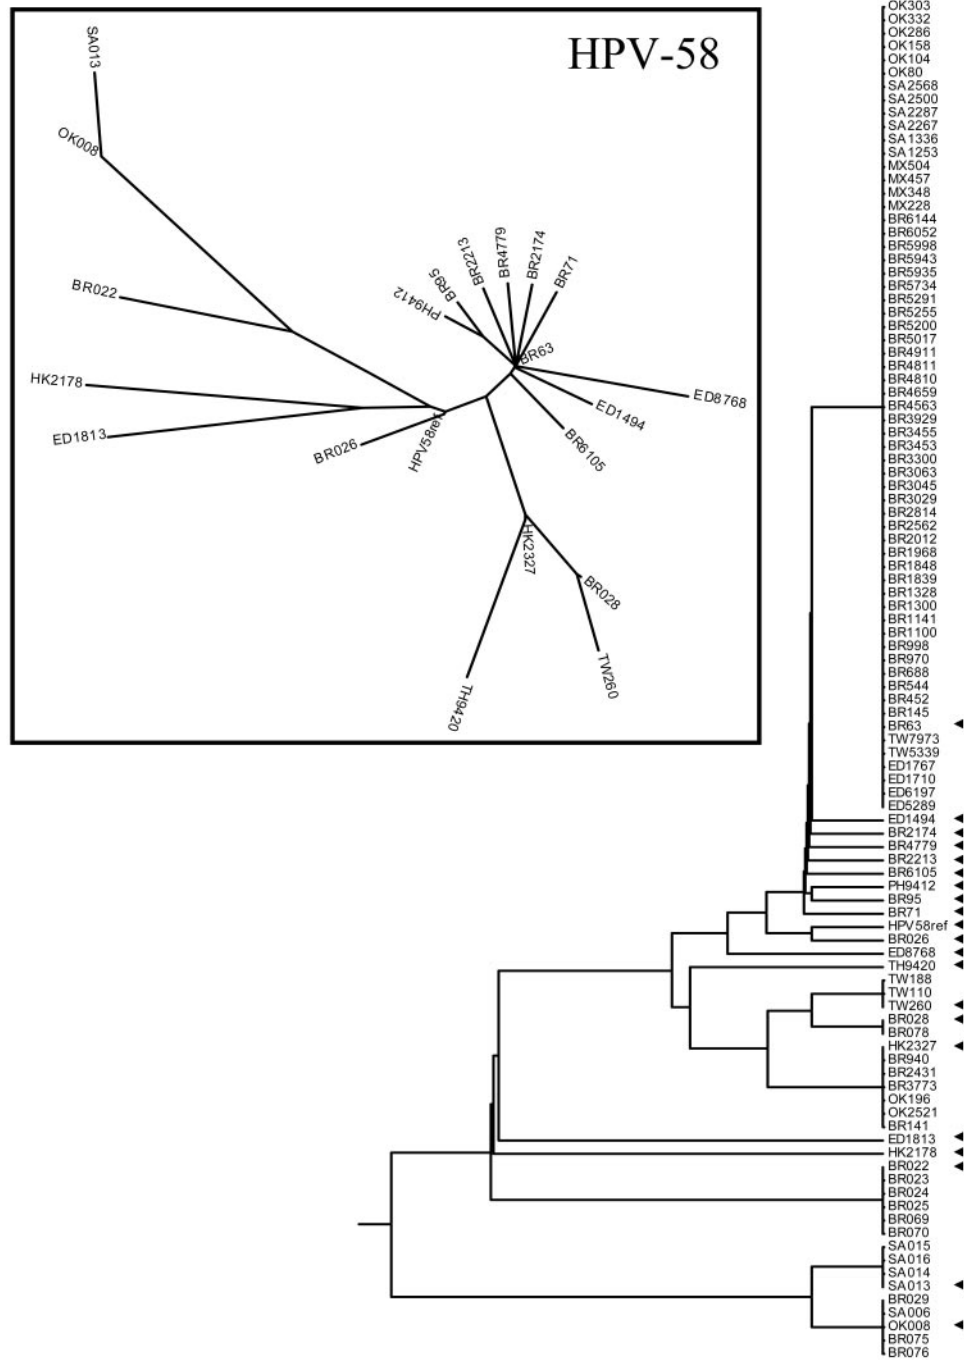 HPV-58
SA013
OK008
BR022
HK2178
ED1813
BR026
HPV58ref
PH9412
BR95
BR2213
BR4779
BR2174
BR71
BR63
ED8768
ED1494
BR6105
HK2327
BR028
TW260
TH9420
OK303
OK332
OK286
OK158
OK104
OK80
SA2568
SA2500
SA2287
SA2267
SA1336
SA1253
MX504
MX457
MX348
MX228
BR6144
BR6052
BR5998
BR5943
BR5935
BR5734
BR5291
BR5255
BR5200
BR5017
BR4911
BR4811
BR4810
BR4659
BR4563
BR3929
BR3455
BR3453
BR3300
BR3063
BR3045
BR3029
BR2814
BR2562
BR2012
BR1968
BR1848
BR1839
BR1328
BR1300
BR1141
BR1100
BR998
BR970
BR688
BR544
BR452
BR145
BR63
TW7973
TW5339
ED1767
ED1710
ED6197
ED5289
ED1494
BR2174
BR4779
BR2213
BR6105
PH9412
BR95
BR71
HPV58ref
BR026
ED8768
TH9420
TW188
TW110
TW260
BR028
BR078
HK2327
BR940
BR2431
BR3773
OK196
OK2521
BR141
ED1813
HK2178
BR022
BR023
BR024
BR025
BR069
BR070
SA015
SA016
SA014
SA013
BR029
SA006
OK008
BR075
BR076